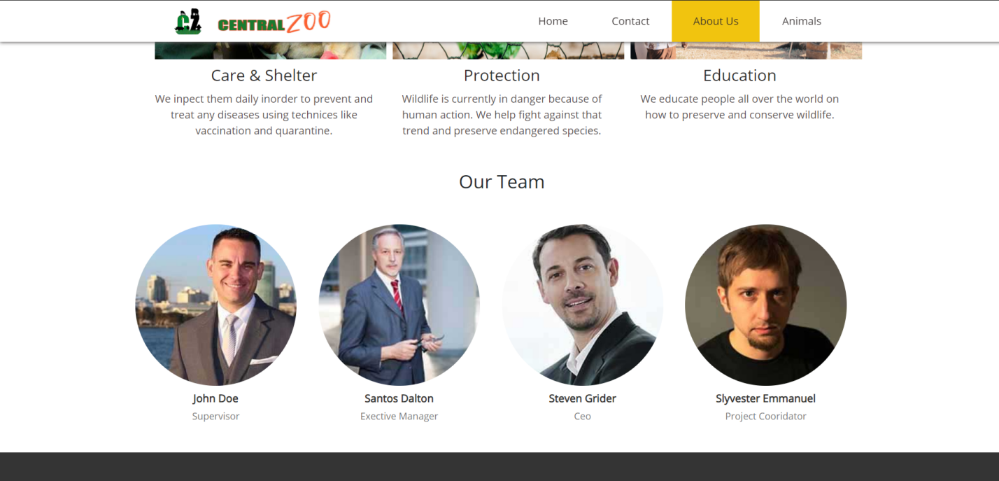 CZ CENTRAL ZOO Home Contact About Us Animals
Care & Shelter
We inpect them daily inorder to prevent and
treat any diseases using technices like
vaccination and quarantine.
Protection
Wildlife is currently in danger because of
human action. We help fight against that
trend and preserve endangered species.
Education
We educate people all over the world on
how to preserve and conserve wildlife.
Our Team
John Doe
Supervisor
Santos Dalton
Exective Manager
Steven Grider
Ceo
Slyvester Emmanuel
Project Cooridator